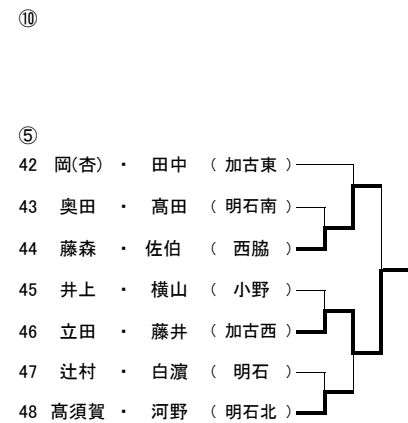 ⑩
⑤
42 岡(杏) ・ 田中 ( 加古東 )
43 奥田 ・ 髙田 ( 明石南 )
44 藤森 ・ 佐伯 ( 西脇 )
45 井上 ・ 横山 ( 小野 )
46 立田 ・ 藤井 ( 加古西 )
47 辻村 ・ 白濵 ( 明石 )
48 髙須賀 ・ 河野 ( 明石北 )